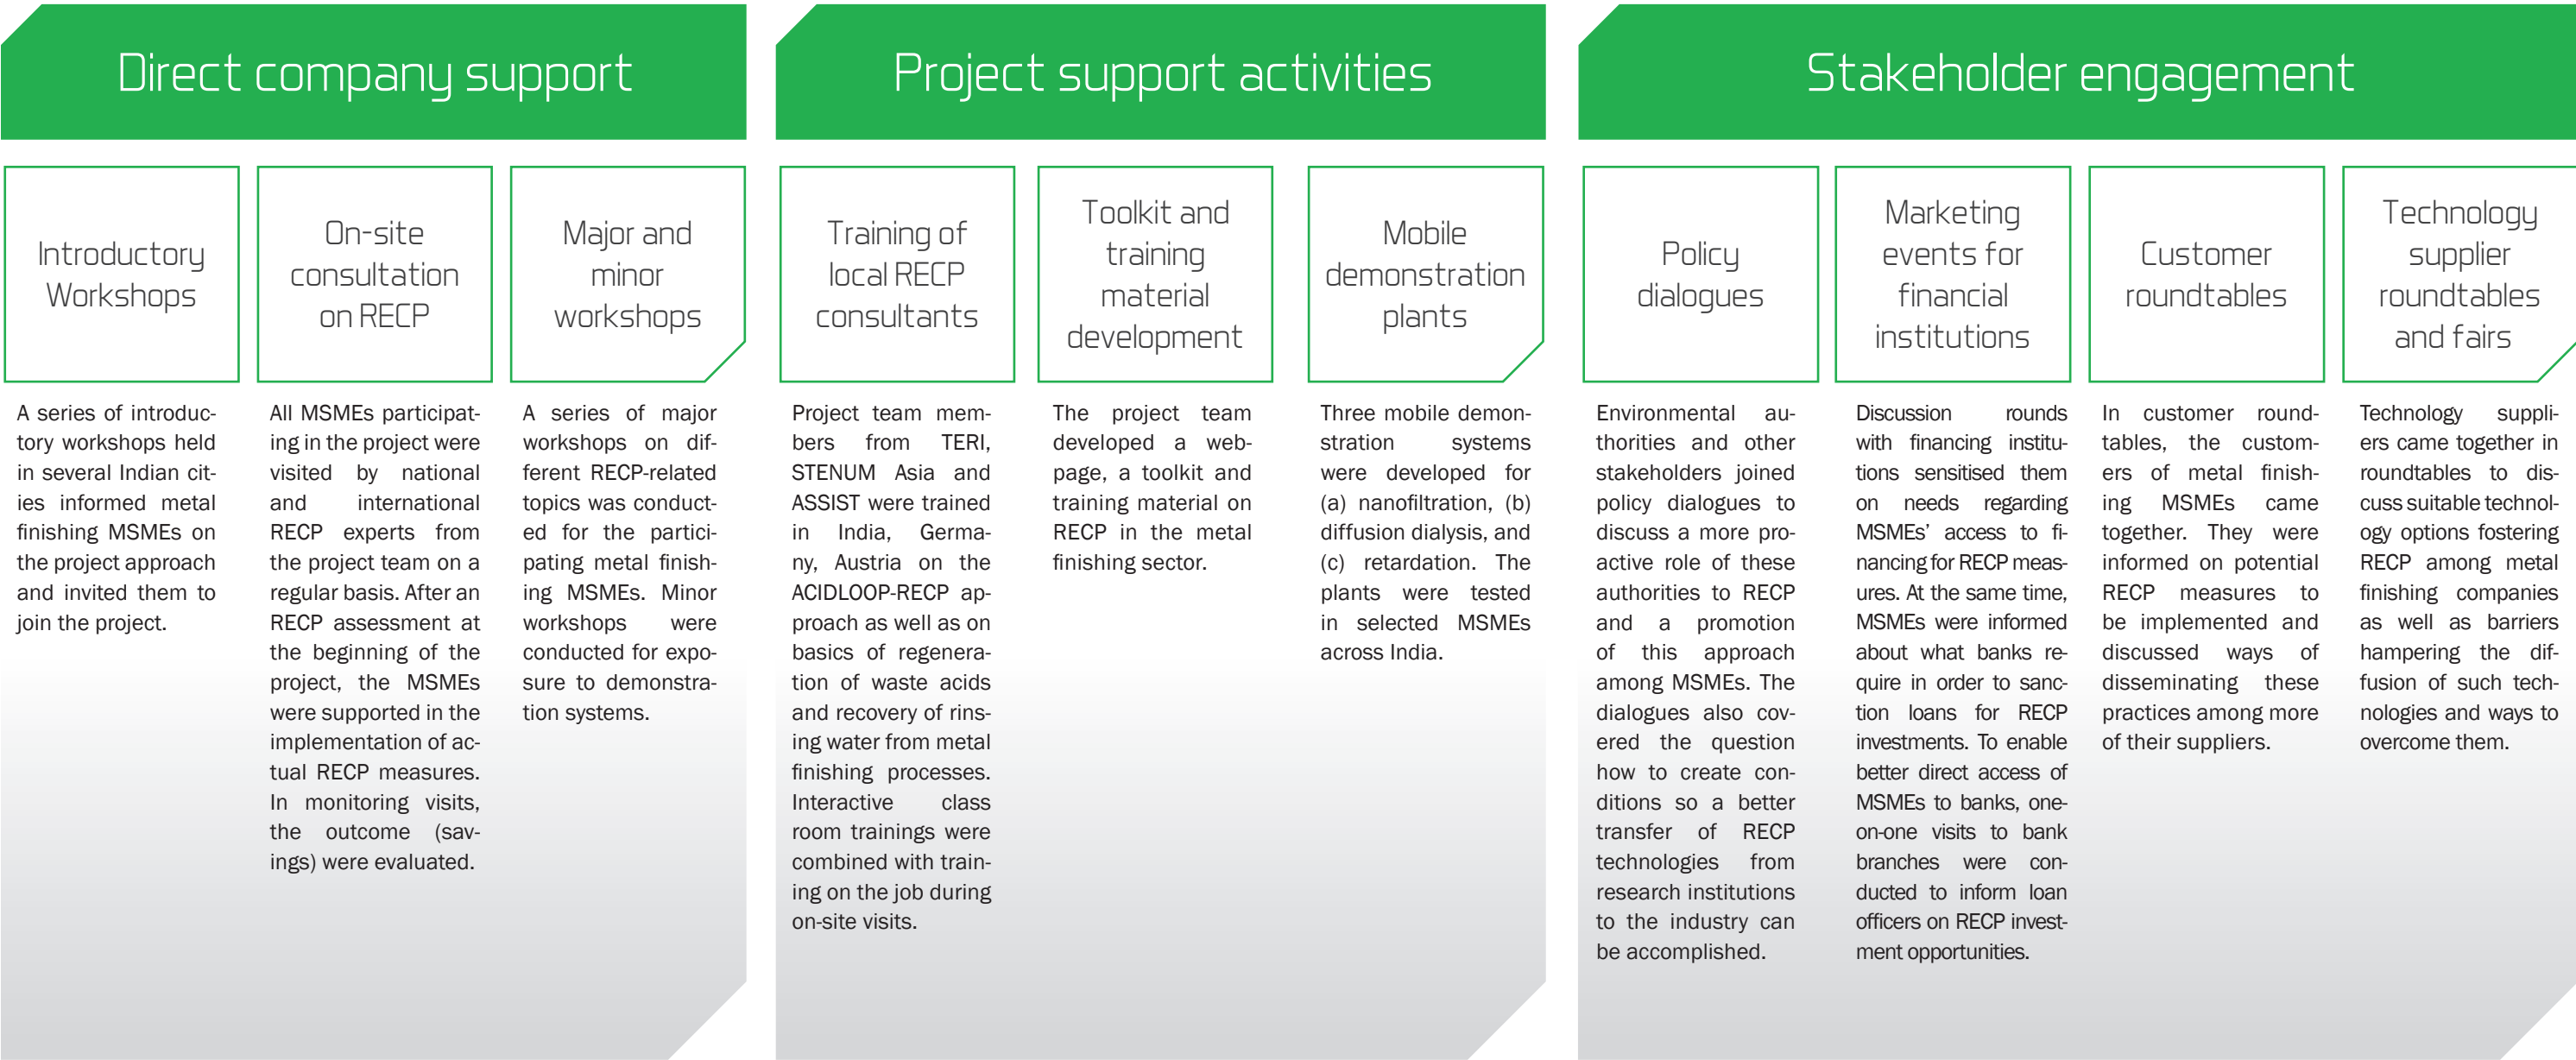 Direct company support
Introductory
Workshops
A series of introduc-
tory workshops held
in several Indian cit-
ies informed metal
finishing MSMEs on
the project approach
and invited them to
join the project.
On-site
consultation
on RECP
All MSMEs participat-
ing in the project were
visited by national
and international
RECP experts from
the project team on a
regular basis. After an
RECP assessment at
the beginning of the
project, the MSMEs
were supported in the
implementation of ac-
tual RECP measures.
In monitoring visits,
the outcome (sav-
ings) were evaluated.
Major and
minor
workshops
A series of major
workshops on dif-
ferent RECP-related
topics was conduct-
ed for the partici-
pating metal finish-
ing MSMEs. Minor
workshops were
conducted for expo-
sure to demonstra-
tion systems.
Project support activities
Training of
local RECP
consultants
Project team mem-
bers from TERI,
STENUM Asia and
ASSIST were trained
in India, Germa-
ny, Austria on the
ACIDLOOP-RECP ap-
proach as well as on
basics of regenera-
tion of waste acids
and recovery of rins-
ing water from metal
finishing processes.
Interactive class
room trainings were
combined with train-
ing on the job during
on-site visits.
Toolkit and
training
material
development
The project team
developed a web-
page, a toolkit and
training material on
RECP in the metal
finishing sector.
Mobile
demonstration
plants
Three mobile demon-
stration systems
were developed for
(a) nanofiltration, (b)
diffusion dialysis, and
(c) retardation. The
plants were tested
in selected MSMEs
across India.
Stakeholder engagement
Policy
dialogues
Environmental au-
thorities and other
stakeholders joined
policy dialogues to
discuss a more pro-
active role of these
authorities to RECP
and a promotion
of this approach
among MSMEs. The
dialogues also cov-
ered the question
how to create con-
ditions so a better
transfer of RECP
technologies from
research institutions
to the industry can
be accomplished.
Marketing
events for
financial
institutions
Discussion rounds
with financing institu-
tions sensitised them
on needs regarding
MSMEs' access to fi-
nancing for RECP meas-
ures. At the same time,
MSMEs were informed
about what banks re-
quire in order to sanc-
tion loans for RECP
investments. To enable
better direct access of
MSMEs to banks, one-
on-one visits to bank
branches were con-
ducted to inform loan
officers on RECP invest-
ment opportunities.
Customer
roundtables
In customer round-
tables, the custom-
ers of metal finish-
ing MSMEs came
together. They were
informed on potential
RECP measures to
be implemented and
discussed ways of
disseminating these
practices among more
of their suppliers.
Technology
supplier
roundtables
and fairs
Technology suppli-
ers came together in
roundtables to dis-
cuss suitable technol-
ogy options fostering
RECP among metal
finishing companies
as well as barriers
hampering the dif-
fusion of such tech-
nologies and ways to
overcome them.